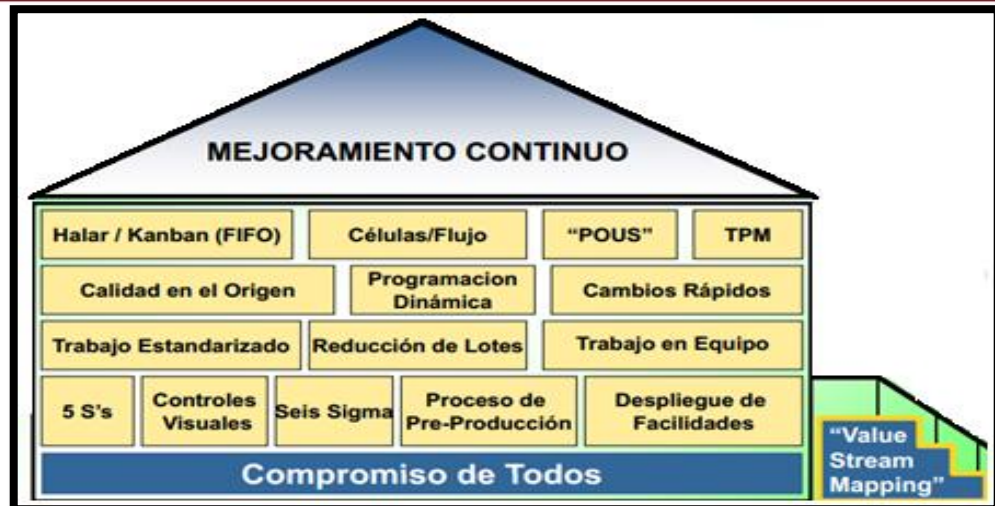 MEJORAMIENTO CONTINUO
Halar / Kanban (FIFO)
Células/Flujo
“POUS”
TPM
Calidad en el Origen
Programacion
Dinámica
Cambios Rápidos
Trabajo Estandarizado
Reducción de Lotes
Trabajo en Equipo
5 S's
Controles
Visuales
Seis Sigma
Proceso de
Pre-Producción
Despliegue de
Facilidades
Compromiso de Todos
“Value
Stream
Mapping”